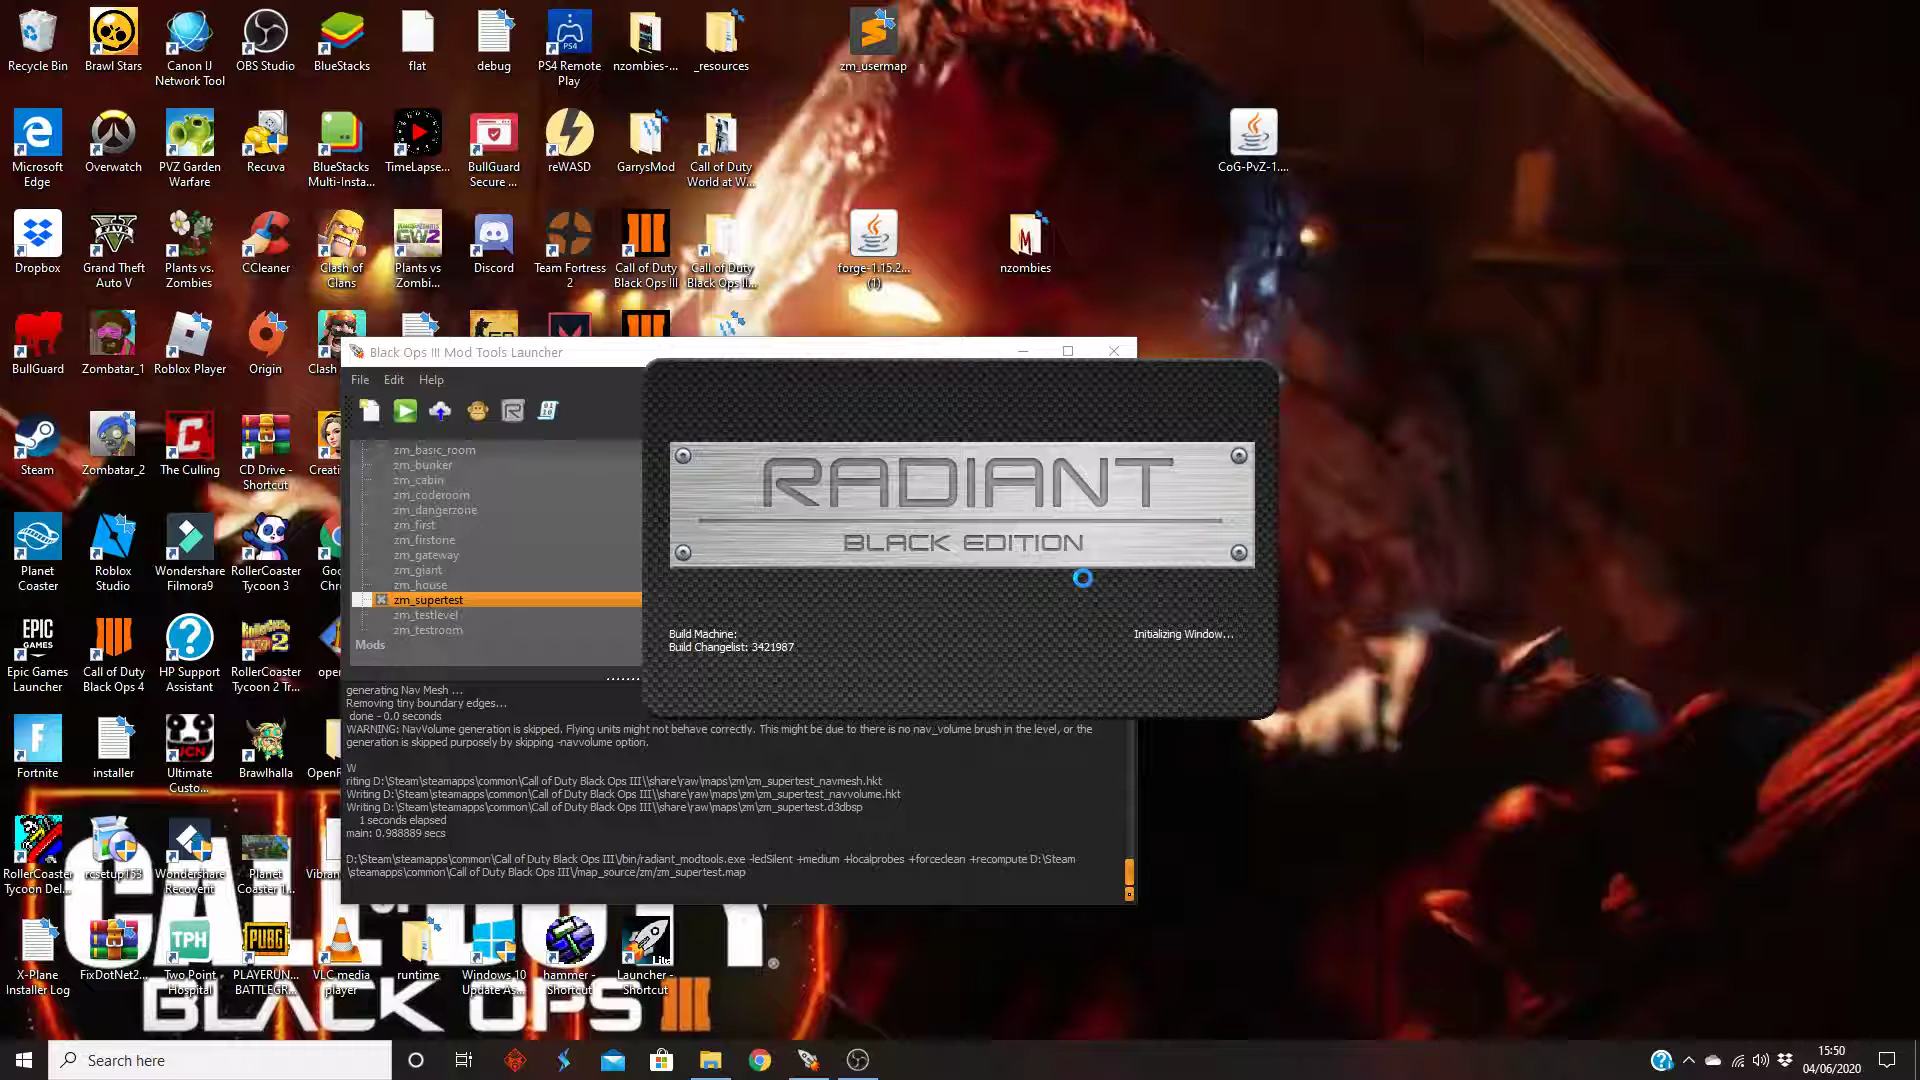 Recycle Bin
Brawl Stars
Canon IJ
Network Tool
OBS Studio
BlueStacks
flat
debug
PS4 Remote
Play
nzombies-...
_resources
zm_usermap
Microsoft
Edge
Overwatch
PVZ Garden
Warfare
Recuva
BlueStacks
Multi-Insta...
TimeLapse...
BullGuard
Secure ...
reWASD
GarrysMod
Call of Duty
World at W...
CoG-PvZ-1....
Dropbox
Grand Theft
Auto V
Plants vs.
Zombies
CCleaner
Clash of
Clans
Plants vs
Zombi...
Discord
Team Fortress
2
Call of Duty
Black Ops III
Call of Duty
Black Ops II...
forge-1.15.2...
(1)
nzombies
BullGuard
Zombatar_1
Roblox Player
Origin
Clash
Steam
Zombatar_2
The Culling
CD Drive -
Shortcut
Creati
Planet
Coaster
Roblox
Studio
Wondershare
Filmora9
RollerCoaster
Tycoon 3
Goo
Chro
EPIC
GAMES
Epic Games
Launcher
Call of Duty
Black Ops 4
HP Support
Assistant
RollerCoaster
Tycoon 2 Tr...
oper
Fortnite
installer
Ultimate
Custo...
Brawlhalla
OpenR
RollerCoaster
Tycoon Del...
rcsetup153
Wondershare
Recoverit
Planet
Coaster 1...
Vibran
X-Plane
Installer Log
FixDotNet2...
TPH
Two Point
Hospital
PUBG
PLAYERUN...
BATTLEGR...
VLC media
player
runtime
Windows 10
Update As...
hammer -
Shortcut
Launcher -
Shortcut
CALL OF DUTY
BLACK OPS III
Black Ops III Mod Tools Launcher
File
Edit
Help
zm_basic_room
zm_bunker
zm_cabin
zm_coderoom
zm_dangerzone
zm_first
zm_firstone
zm_gateway
zm_giant
zm_house
zm_supertest
zm_testlevel
zm_testroom
Mods
RADIANT
BLACK EDITION
Build Machine:
Build Changelist: 3421987
Initializing Window...
generating Nav Mesh ...
Removing tiny boundary edges...
done - 0.0 seconds
WARNING: NavVolume generation is skipped. Flying units might not behave correctly. This might be due to there is no nav_volume brush in the level, or the
generation is skipped purposely by skipping -navvolume option.
W
riting D:\Steam\steamapps\common\Call of Duty Black Ops III\\share\raw\maps\zm\zm_supertest_navmesh.hkt
Writing D:\Steam\steamapps\common\Call of Duty Black Ops III\\share\raw\maps\zm\zm_supertest_navvolume.hkt
Writing D:\Steam\steamapps\common\Call of Duty Black Ops III\\share\raw\maps\zm\zm_supertest.d3dbsp
1 seconds elapsed
main: 0.988889 secs
D:\Steam\steamapps\common\Call of Duty Black Ops III\/bin/radiant_modtools.exe -ledSilent +medium +localprobes +forceclean +recompute D:\Steam
\steamapps\common\Call of Duty Black Ops III\/map_source/zm/zm_supertest.map
Search here
15:50
04/06/2020